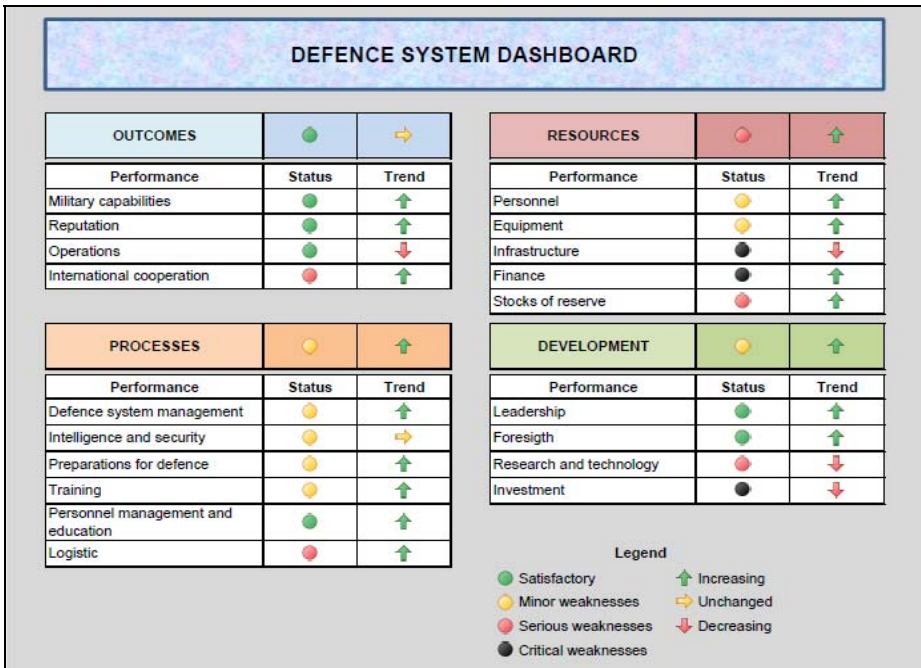 DEFENCE SYSTEM DASHBOARD
OUTCOMES
Performance Status Trend
Military capabilities
Reputation
Operations
International cooperation
RESOURCES
Performance Status Trend
Personnel
Equipment
Infrastructure
Finance
Stocks of reserve
PROCESSES
Performance Status Trend
Defence system management
Intelligence and security
Preparations for defence
Training
Personnel management and
education
Logistic
DEVELOPMENT
Performance Status Trend
Leadership
Foresigth
Research and technology
Investment
Legend
Satisfactory
Minor weaknesses
Serious weaknesses
Critical weaknesses
Increasing
Unchanged
Decreasing